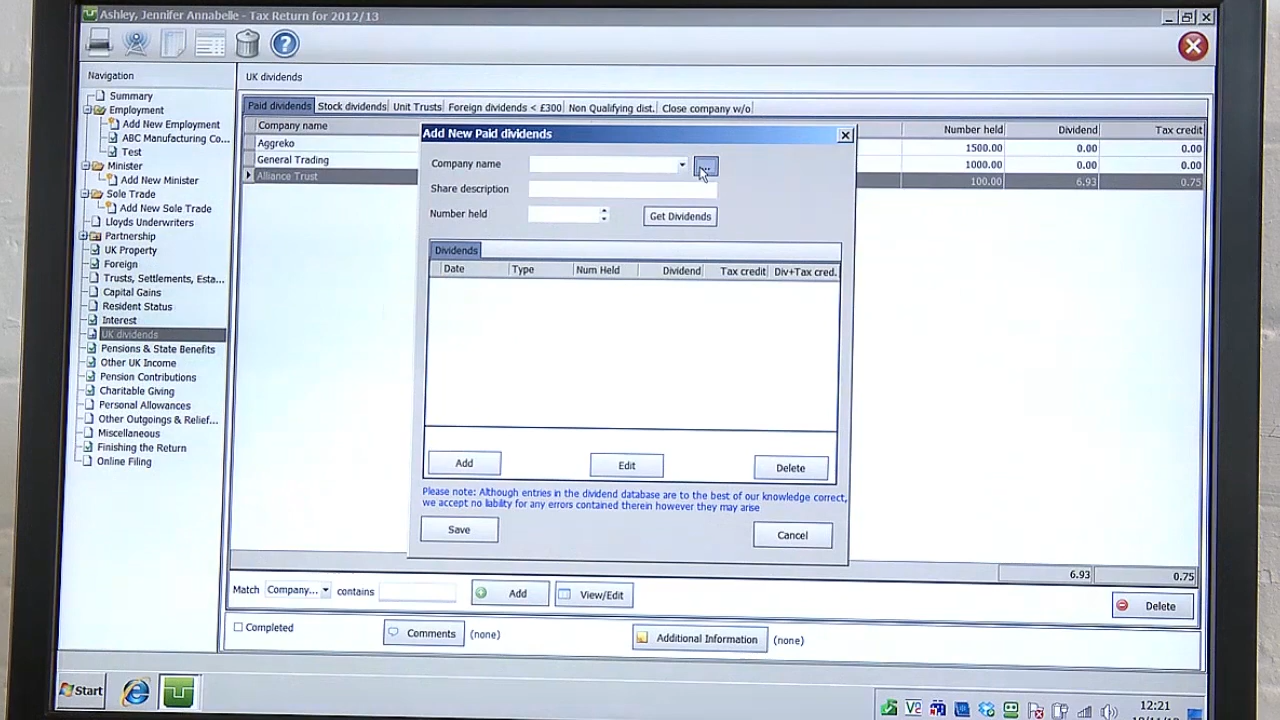 Ashley, Jennifer Annabelle - Tax Return for 2012/13
Navigation
Summary
Employment
Add New Employment
ABC Manufacturing Co...
Test
Minister
Add New Minister
Sole Trade
Add New Sole Trade
Lloyds Underwriters
Partnership
UK Property
Foreign
Trusts, Settlements, Esta...
Capital Gains
Resident Status
Interest
UK dividends
Pensions & State Benefits
Other UK Income
Pension Contributions
Charitable Giving
Personal Allowances
Other Outgoings & Relief...
Miscellaneous
Finishing the Return
Online Filing
UK dividends
Paid dividends Stock dividends Unit Trusts Foreign dividends < £300 Non Qualifying dist. Close company w/o
Company name Number held Dividend Tax credit
Aggreko 1500.00 0.00 0.00
General Trading 1000.00 0.00 0.00
Alliance Trust 100.00 6.93 0.75
Add New Paid dividends
Company name ...
Share description
Number held Get Dividends
Dividends
Date Type Num Held Dividend Tax credit Div+Tax cred.
Add Edit Delete
Please note: Although entries in the dividend database are to the best of our knowledge correct,
we accept no liability for any errors contained therein however they may arise
Save Cancel
6.93 0.75
Match Company... contains Add View/Edit Delete
Completed Comments (none) Additional Information (none)
Start
V2
12:21